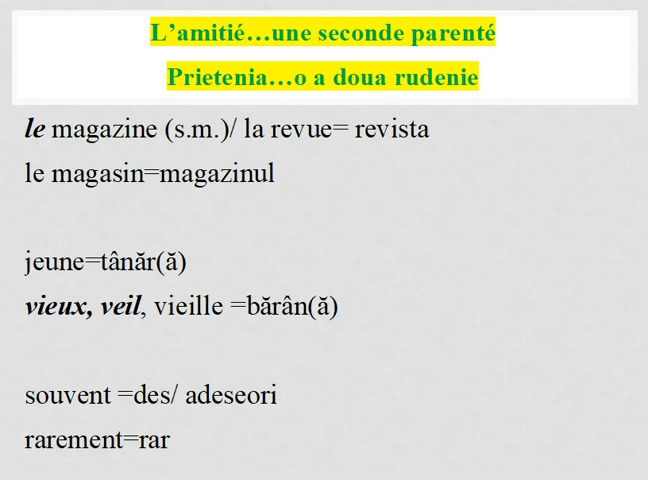 L’amitié…une seconde parenté
Prietenia…o a doua rudenie
le magazine (s.m.)/ la revue= revista
le magasin=magazinul
jeune=tânăr(ă)
vieux, veil, vieille =bărân(ă)
souvent =des/ adeseori
rarement=rar